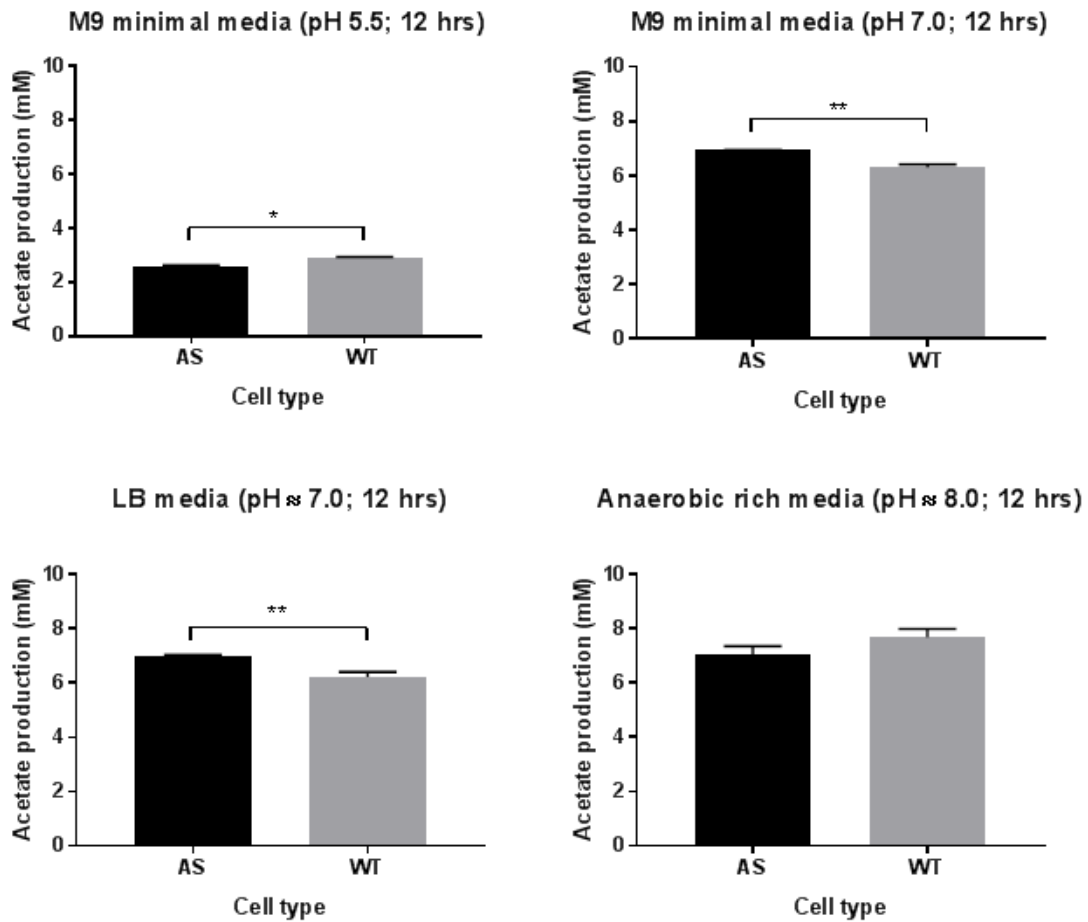 M9 minimal media (pH 5.5; 12 hrs)
Acetate production (mM)
10
8
6
4
2
0
*
AS
WT
Cell type
M9 minimal media (pH 7.0; 12 hrs)
Acetate production (mM)
10
8
6
4
2
0
**
AS
WT
Cell type
LB media (pH ≈ 7.0; 12 hrs)
Acetate production (mM)
10
8
6
4
2
0
**
AS
WT
Cell type
Anaerobic rich media (pH ≈ 8.0; 12 hrs)
Acetate production (mM)
10
8
6
4
2
0
AS
WT
Cell type